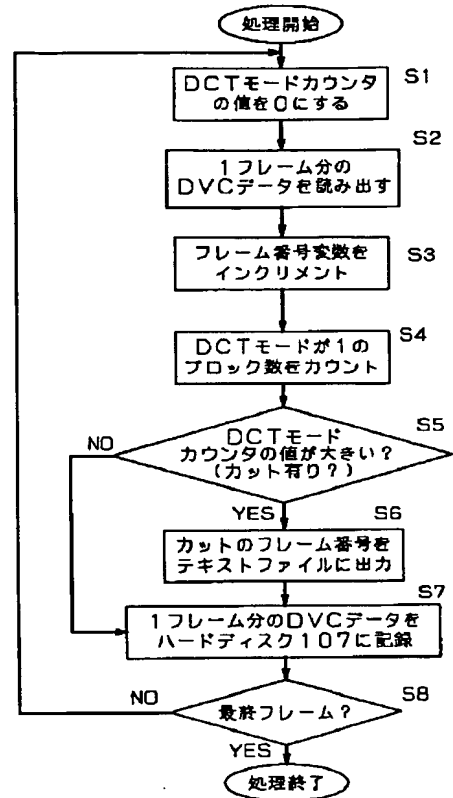 処理開始
S1
DCTモードカウンタ
の値を0にする
S2
1フレーム分の
DVCデータを読み出す
フレーム番号変数を
インクリメント
S3
S4
DCTモードが1の
ブロック数をカウント
S5
NO
DCTモード
カウンタの値が大きい?
(カット有り?)
YES
S6
カットのフレーム番号を
テキストファイルに出力
S7
1フレーム分のDVCデータを
ハードディスク107に記録
NO
S8
最終フレーム?
YES
処理終了